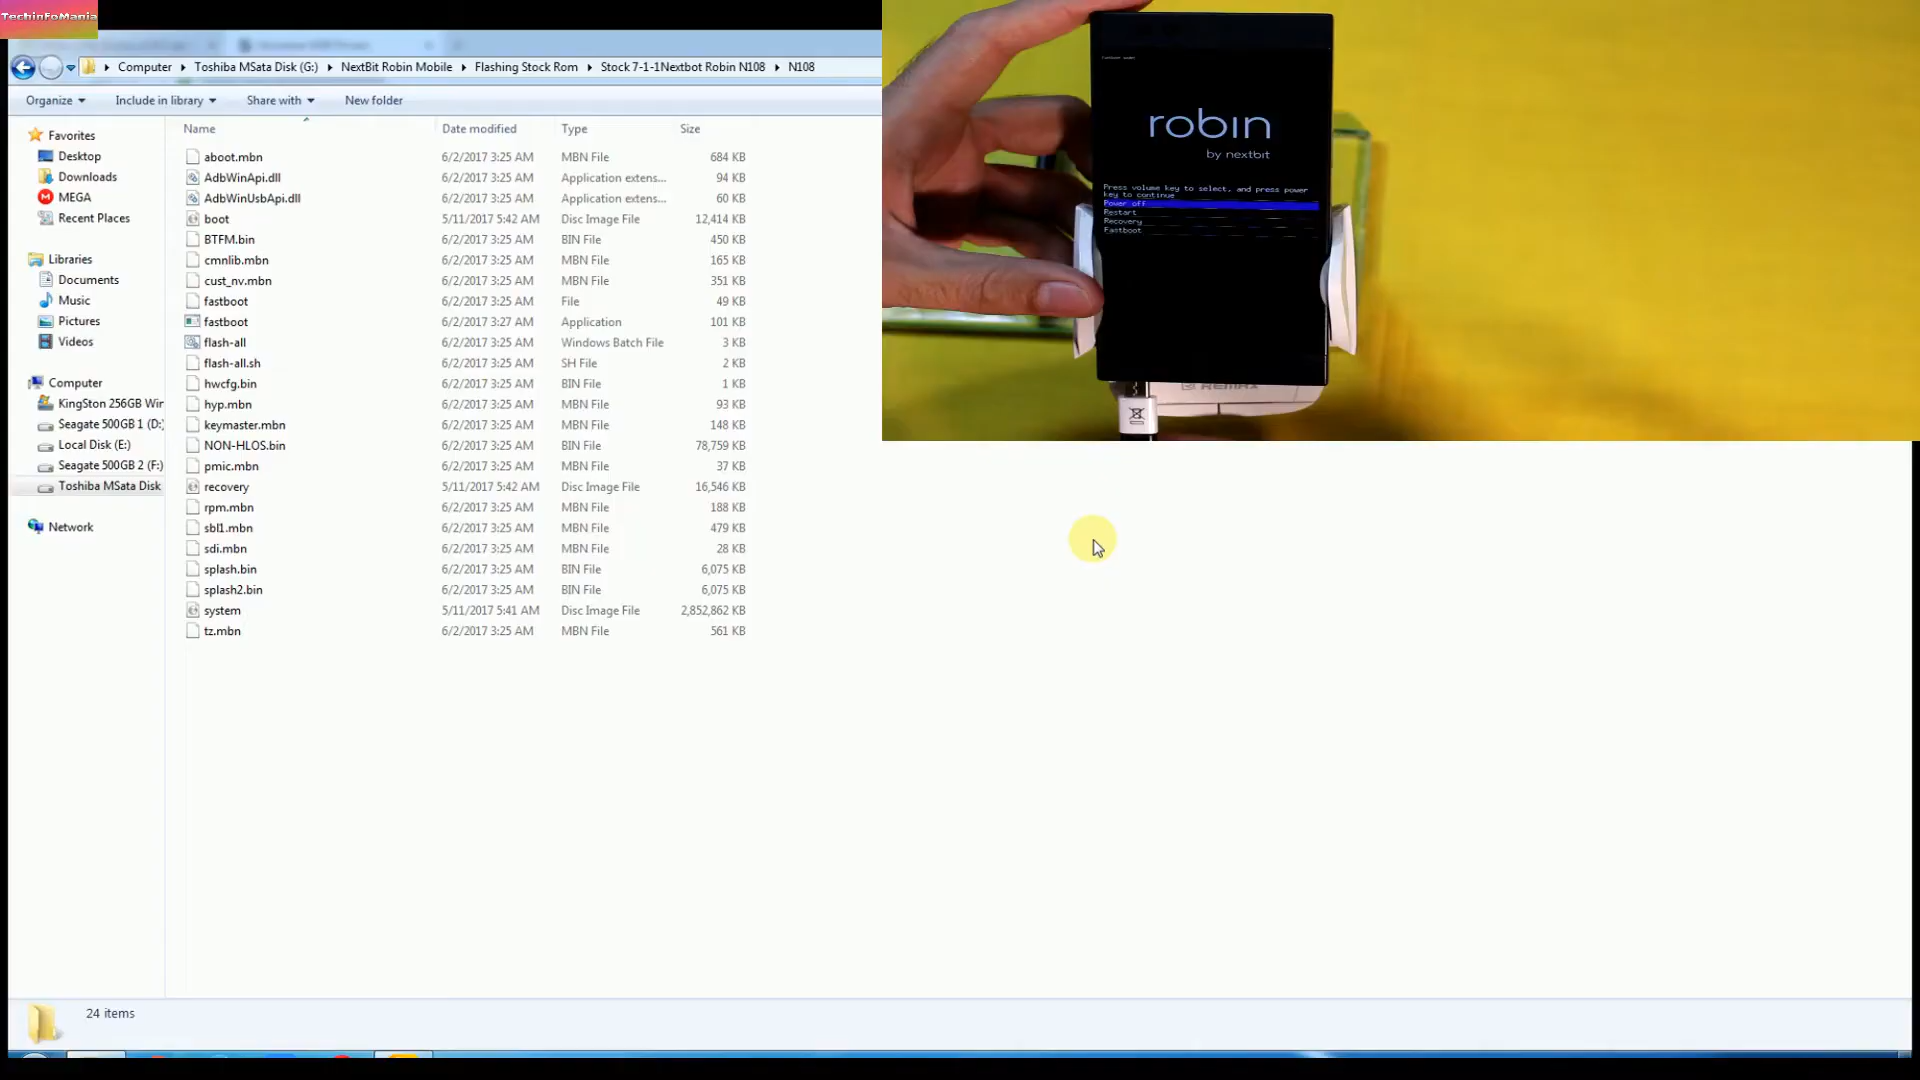 TechinFoMania
Computer Toshiba MSata Disk (G:) NextBit Robin Mobile Flashing Stock Rom Stock 7-1-1Nextbot Robin N108 N108
Organize Include in library Share with New folder
Name Date modified Type Size
Favorites
Desktop
Downloads
MEGA
Recent Places
Libraries
Documents
Music
Pictures
Videos
Computer
KingSton 256GB Wir
Seagate 500GB 1 (D:)
Local Disk (E:)
Seagate 500GB 2 (F:)
Toshiba MSata Disk
Network
aboot.mbn 6/2/2017 3:25 AM MBN File 684 KB
AdbWinApi.dll 6/2/2017 3:25 AM Application extens... 94 KB
AdbWinUsbApi.dll 6/2/2017 3:25 AM Application extens... 60 KB
boot 5/11/2017 5:42 AM Disc Image File 12,414 KB
BTFM.bin 6/2/2017 3:25 AM BIN File 450 KB
cmnlib.mbn 6/2/2017 3:25 AM MBN File 165 KB
cust_nv.mbn 6/2/2017 3:25 AM MBN File 351 KB
fastboot 6/2/2017 3:25 AM File 49 KB
fastboot 6/2/2017 3:27 AM Application 101 KB
flash-all 6/2/2017 3:25 AM Windows Batch File 3 KB
flash-all.sh 6/2/2017 3:25 AM SH File 2 KB
hwcfg.bin 6/2/2017 3:25 AM BIN File 1 KB
hyp.mbn 6/2/2017 3:25 AM MBN File 93 KB
keymaster.mbn 6/2/2017 3:25 AM MBN File 148 KB
NON-HLOS.bin 6/2/2017 3:25 AM BIN File 78,759 KB
pmic.mbn 6/2/2017 3:25 AM MBN File 37 KB
recovery 5/11/2017 5:42 AM Disc Image File 16,546 KB
rpm.mbn 6/2/2017 3:25 AM MBN File 188 KB
sbl1.mbn 6/2/2017 3:25 AM MBN File 479 KB
sdi.mbn 6/2/2017 3:25 AM MBN File 28 KB
splash.bin 6/2/2017 3:25 AM BIN File 6,075 KB
splash2.bin 6/2/2017 3:25 AM BIN File 6,075 KB
system 5/11/2017 5:41 AM Disc Image File 2,852,862 KB
tz.mbn 6/2/2017 3:25 AM MBN File 561 KB
24 items
robin
by nextbit
Press volume key to select, and press power
key to continue
Power off
Restart
Recovery
Fastboot
REMAX